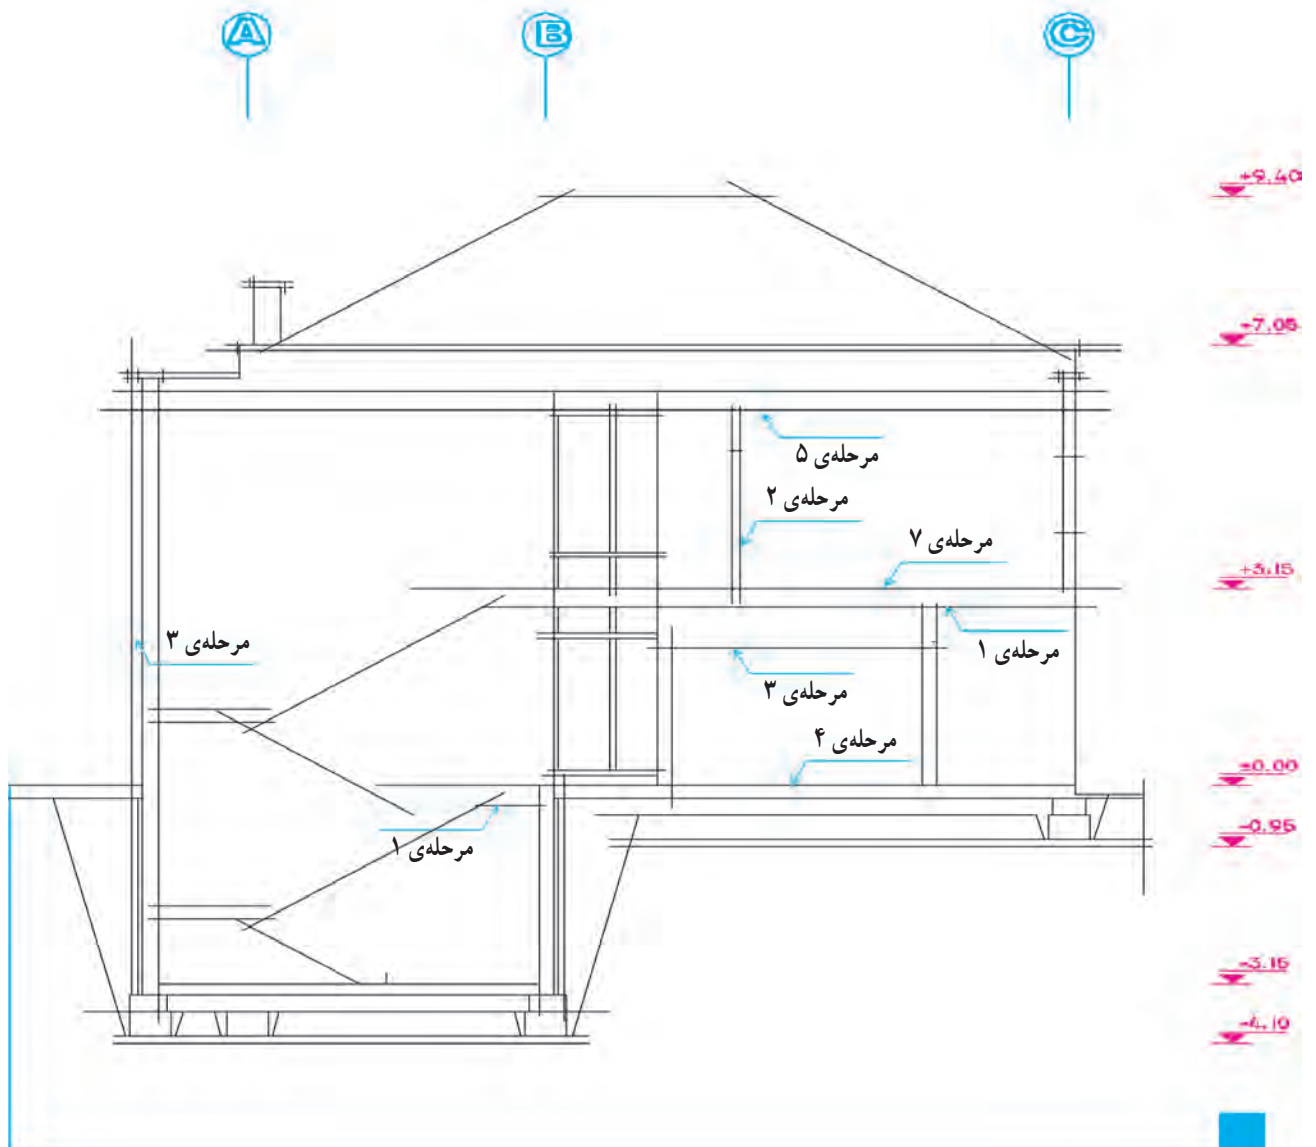 A B C
+9.40
+7.05
مرحله‌ی ۵
مرحله‌ی ۲
مرحله‌ی ۷
+3.15
مرحله‌ی ۳
مرحله‌ی ۱
مرحله‌ی ۳
مرحله‌ی ۴
±0.00
-0.95
مرحله‌ی ۱
-3.15
-4.10